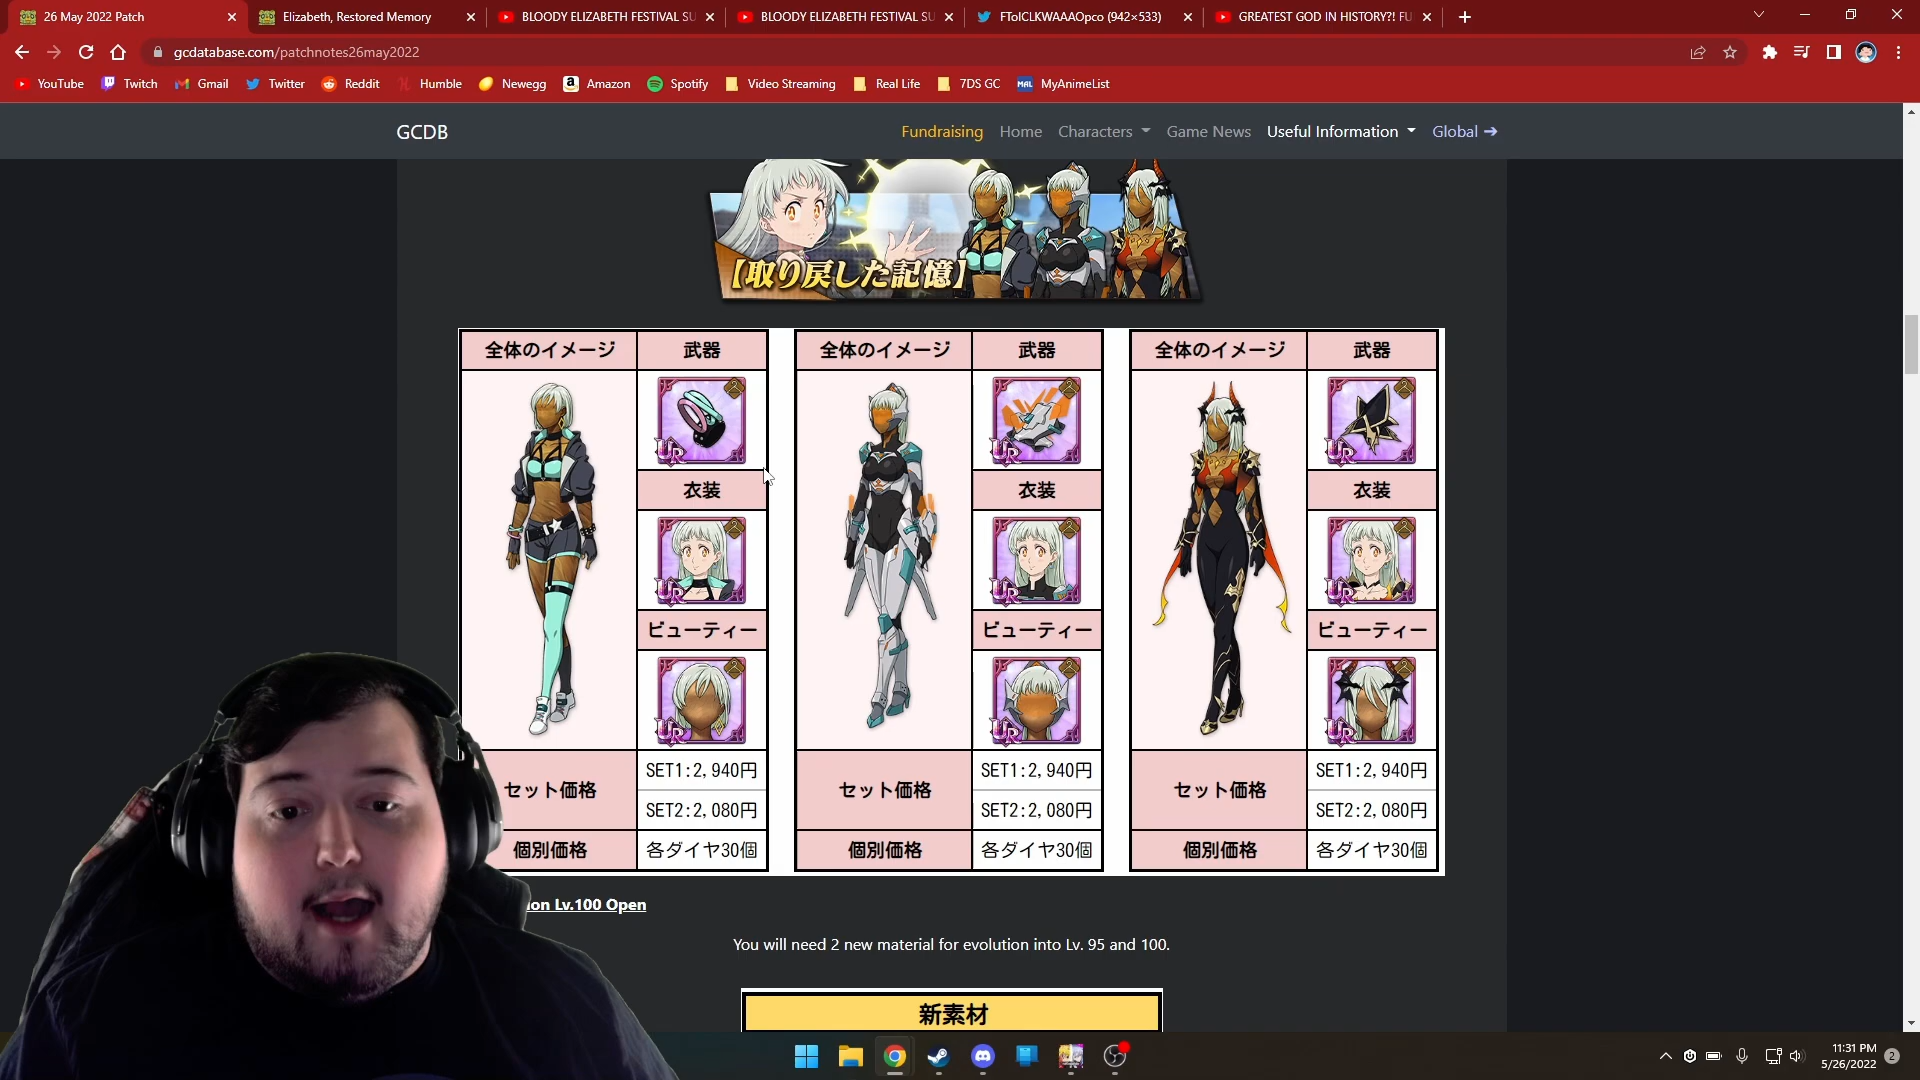 26 May 2022 Patch
Elizabeth, Restored Memory
BLOODY ELIZABETH FESTIVAL SU
BLOODY ELIZABETH FESTIVAL SU
FToICLKWAAAOpco (942×533)
GREATEST GOD IN HISTORY?! FU
gcdatabase.com/patchnotes26may2022
YouTube
Twitch
Gmail
Twitter
Reddit
Humble
Newegg
Amazon
Spotify
Video Streaming
Real Life
7DS GC
MAL
MyAnimeList
GCDB
Fundraising
Home
Characters
Game News
Useful Information
Global →
【取り戻した記憶】
全体のイメージ
武器
UR
衣装
UR
ビューティー
UR
セット価格
SET1:2,940円
SET2:2,080円
個別価格
各ダイヤ30個
全体のイメージ
武器
UR
衣装
UR
ビューティー
UR
セット価格
SET1:2,940円
SET2:2,080円
個別価格
各ダイヤ30個
全体のイメージ
武器
UR
衣装
UR
ビューティー
UR
セット価格
SET1:2,940円
SET2:2,080円
個別価格
各ダイヤ30個
ion Lv.100 Open
You will need 2 new material for evolution into Lv. 95 and 100.
新素材
11:31 PM
5/26/2022
2